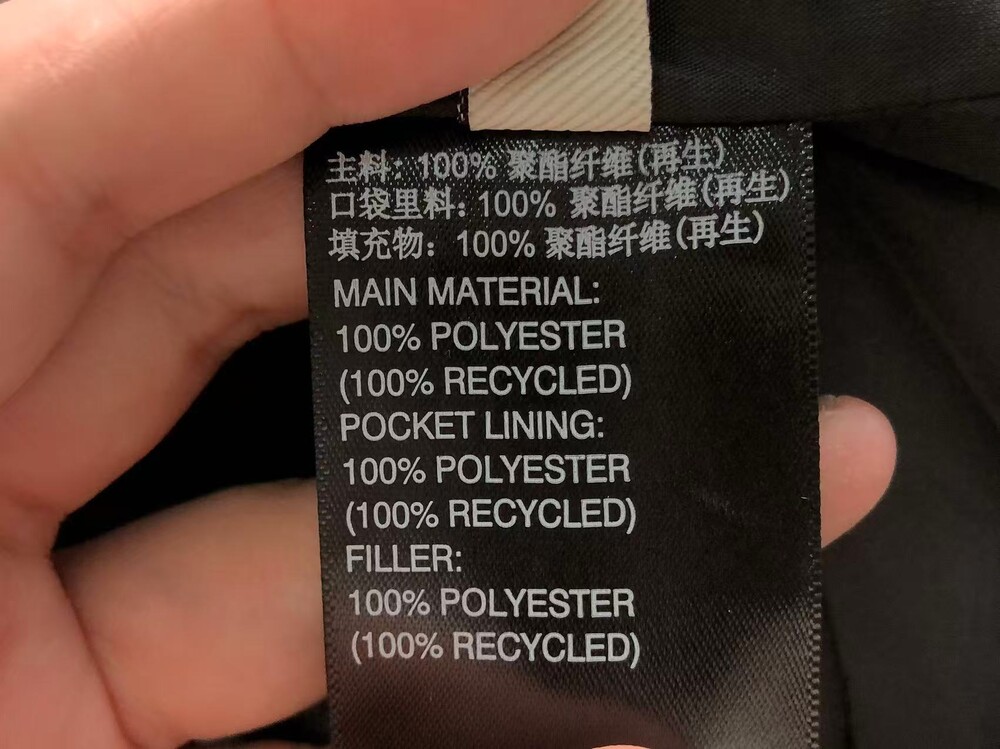 主料: 100% 聚酯纤维(再生)
口袋里料: 100% 聚酯纤维(再生)
填充物: 100% 聚酯纤维(再生)
MAIN MATERIAL:
100% POLYESTER
(100% RECYCLED)
POCKET LINING:
100% POLYESTER
(100% RECYCLED)
FILLER:
100% POLYESTER
(100% RECYCLED)